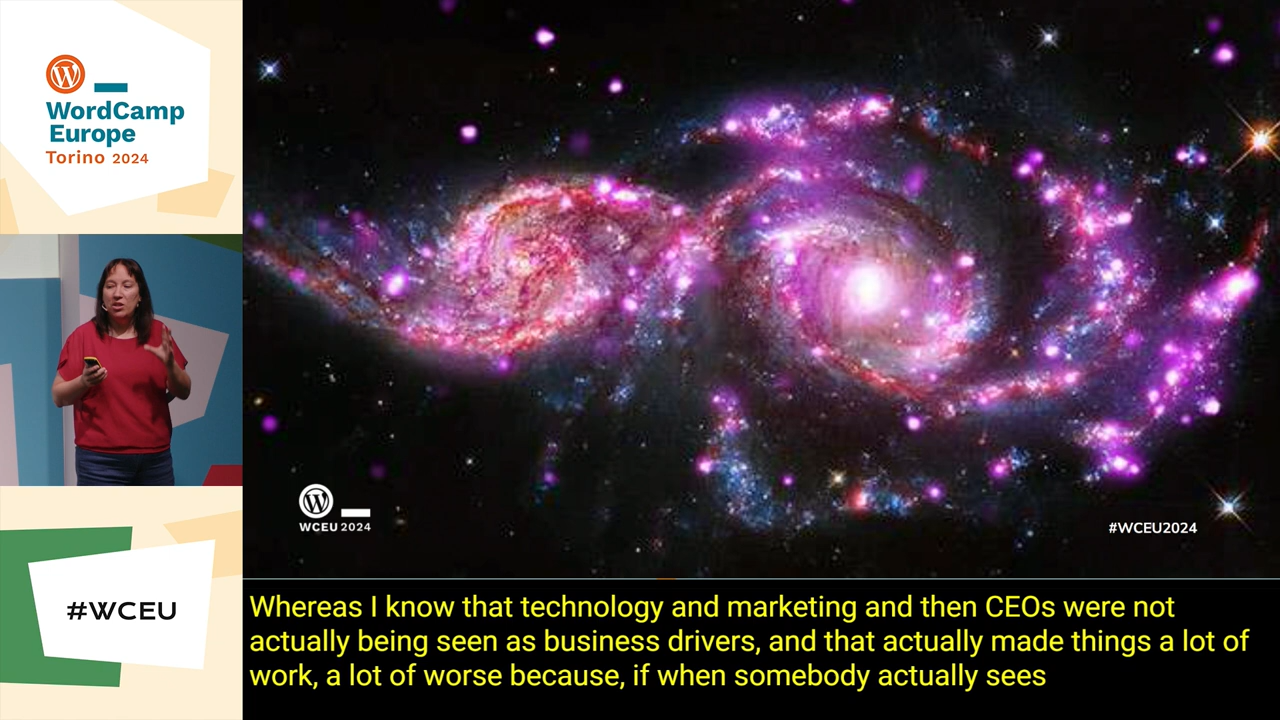 WordCamp
Europe
Torino 2024
#WCEU
WCEU 2024
#WCEU2024
Whereas I know that technology and marketing and then CEOs were not
actually being seen as business drivers, and that actually made things a lot of
work, a lot of worse because, if when somebody actually sees